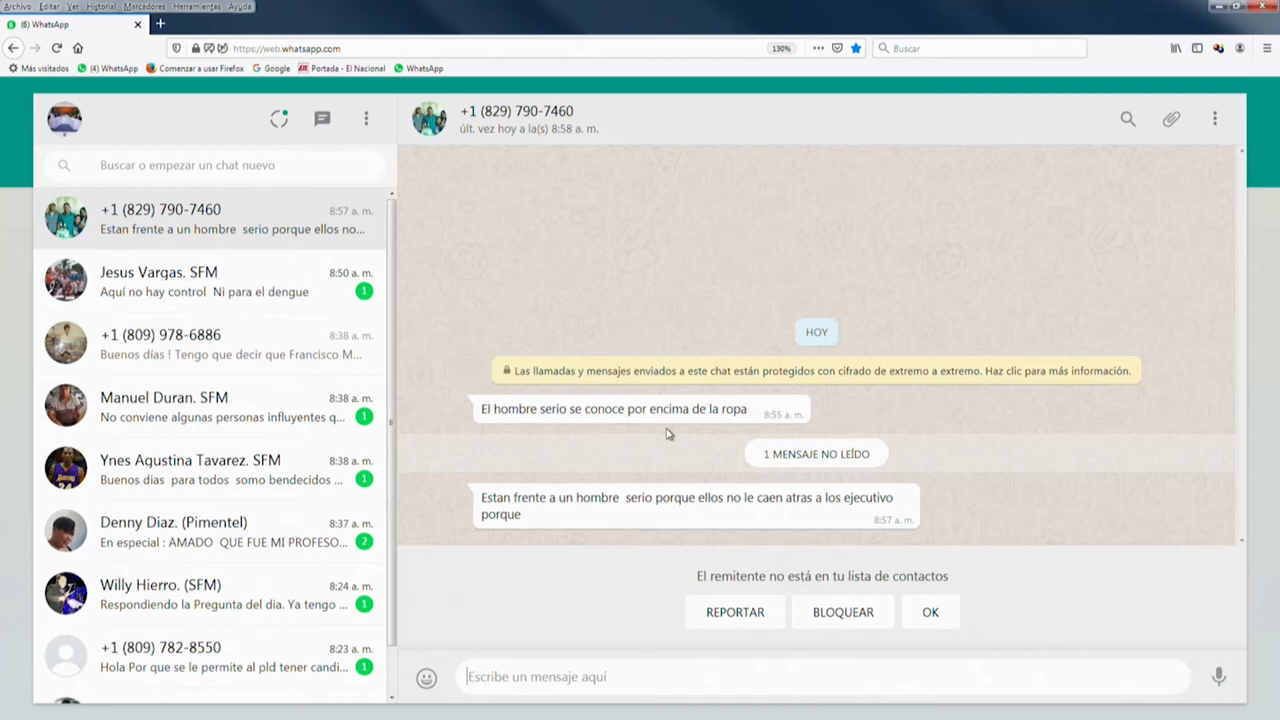 Archivo Editar Ver Historial Marcadores Herramientas Ayuda
(6) WhatsApp
https://web.whatsapp.com
130%
Buscar
Más visitados
(4) WhatsApp
Comenzar a usar Firefox
Google
Portada - El Nacional
WhatsApp
Buscar o empezar un chat nuevo
+1 (829) 790-7460
8:57 a. m.
Estan frente a un hombre serio porque ellos no...
Jesus Vargas. SFM
8:50 a. m.
Aquí no hay control Ni para el dengue
1
+1 (809) 978-6886
8:38 a. m.
Buenos días ! Tengo que decir que Francisco M...
Manuel Duran. SFM
8:38 a. m.
No conviene algunas personas influyentes q...
1
Ynes Agustina Tavarez. SFM
8:38 a. m.
Buenos dias para todos somo bendecidos ...
1
Denny Diaz. (Pimentel)
8:37 a. m.
En especial : AMADO QUE FUE MI PROFESO...
2
Willy Hierro. (SFM)
8:24 a. m.
Respondiendo la Pregunta del dia. Ya tengo ...
1
+1 (809) 782-8550
8:23 a. m.
Hola Por que se le permite al pld tener candi...
1
+1 (829) 790-7460
últ. vez hoy a la(s) 8:58 a. m.
HOY
Las llamadas y mensajes enviados a este chat están protegidos con cifrado de extremo a extremo. Haz clic para más información.
El hombre serio se conoce por encima de la ropa
8:55 a. m.
1 MENSAJE NO LEÍDO
Estan frente a un hombre serio porque ellos no le caen atras a los ejecutivo
porque
8:57 a. m.
El remitente no está en tu lista de contactos
REPORTAR
BLOQUEAR
OK
Escribe un mensaje aquí